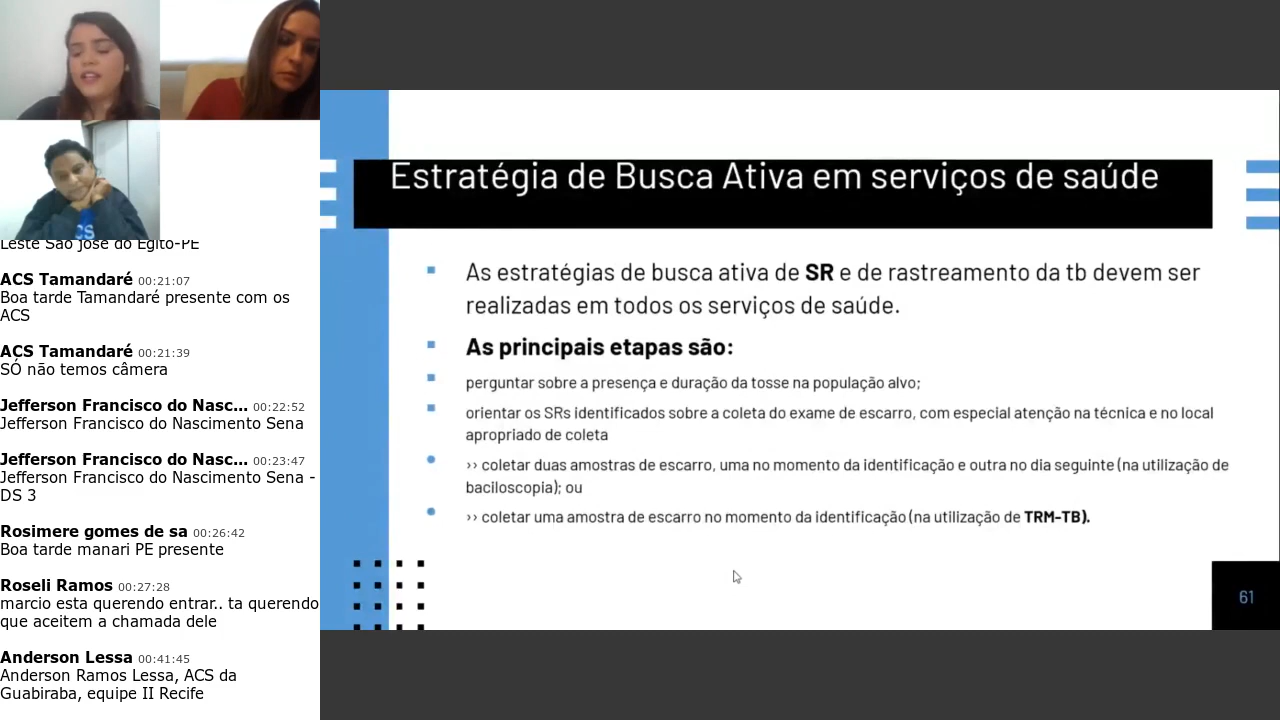 CS
Leste São José do Egito-PE
ACS Tamandaré 00:21:07
Boa tarde Tamandaré presente com os
ACS
ACS Tamandaré 00:21:39
SÓ não temos câmera
Jefferson Francisco do Nasc... 00:22:52
Jefferson Francisco do Nascimento Sena
Jefferson Francisco do Nasc... 00:23:47
Jefferson Francisco do Nascimento Sena -
DS 3
Rosimere gomes de sa 00:26:42
Boa tarde manari PE presente
Roseli Ramos 00:27:28
marcio esta querendo entrar.. ta querendo
que aceitem a chamada dele
Anderson Lessa 00:41:45
Anderson Ramos Lessa, ACS da
Guabiraba, equipe II Recife
Estratégia de Busca Ativa em serviços de saúde
As estratégias de busca ativa de SR e de rastreamento da tb devem ser
realizadas em todos os serviços de saúde.
As principais etapas são:
perguntar sobre a presença e duração da tosse na população alvo;
orientar os SRs identificados sobre a coleta do exame de escarro, com especial atenção na técnica e no local
apropriado de coleta
›› coletar duas amostras de escarro, uma no momento da identificação e outra no dia seguinte (na utilização de
baciloscopia); ou
›› coletar uma amostra de escarro no momento da identificação (na utilização de TRM-TB).
61